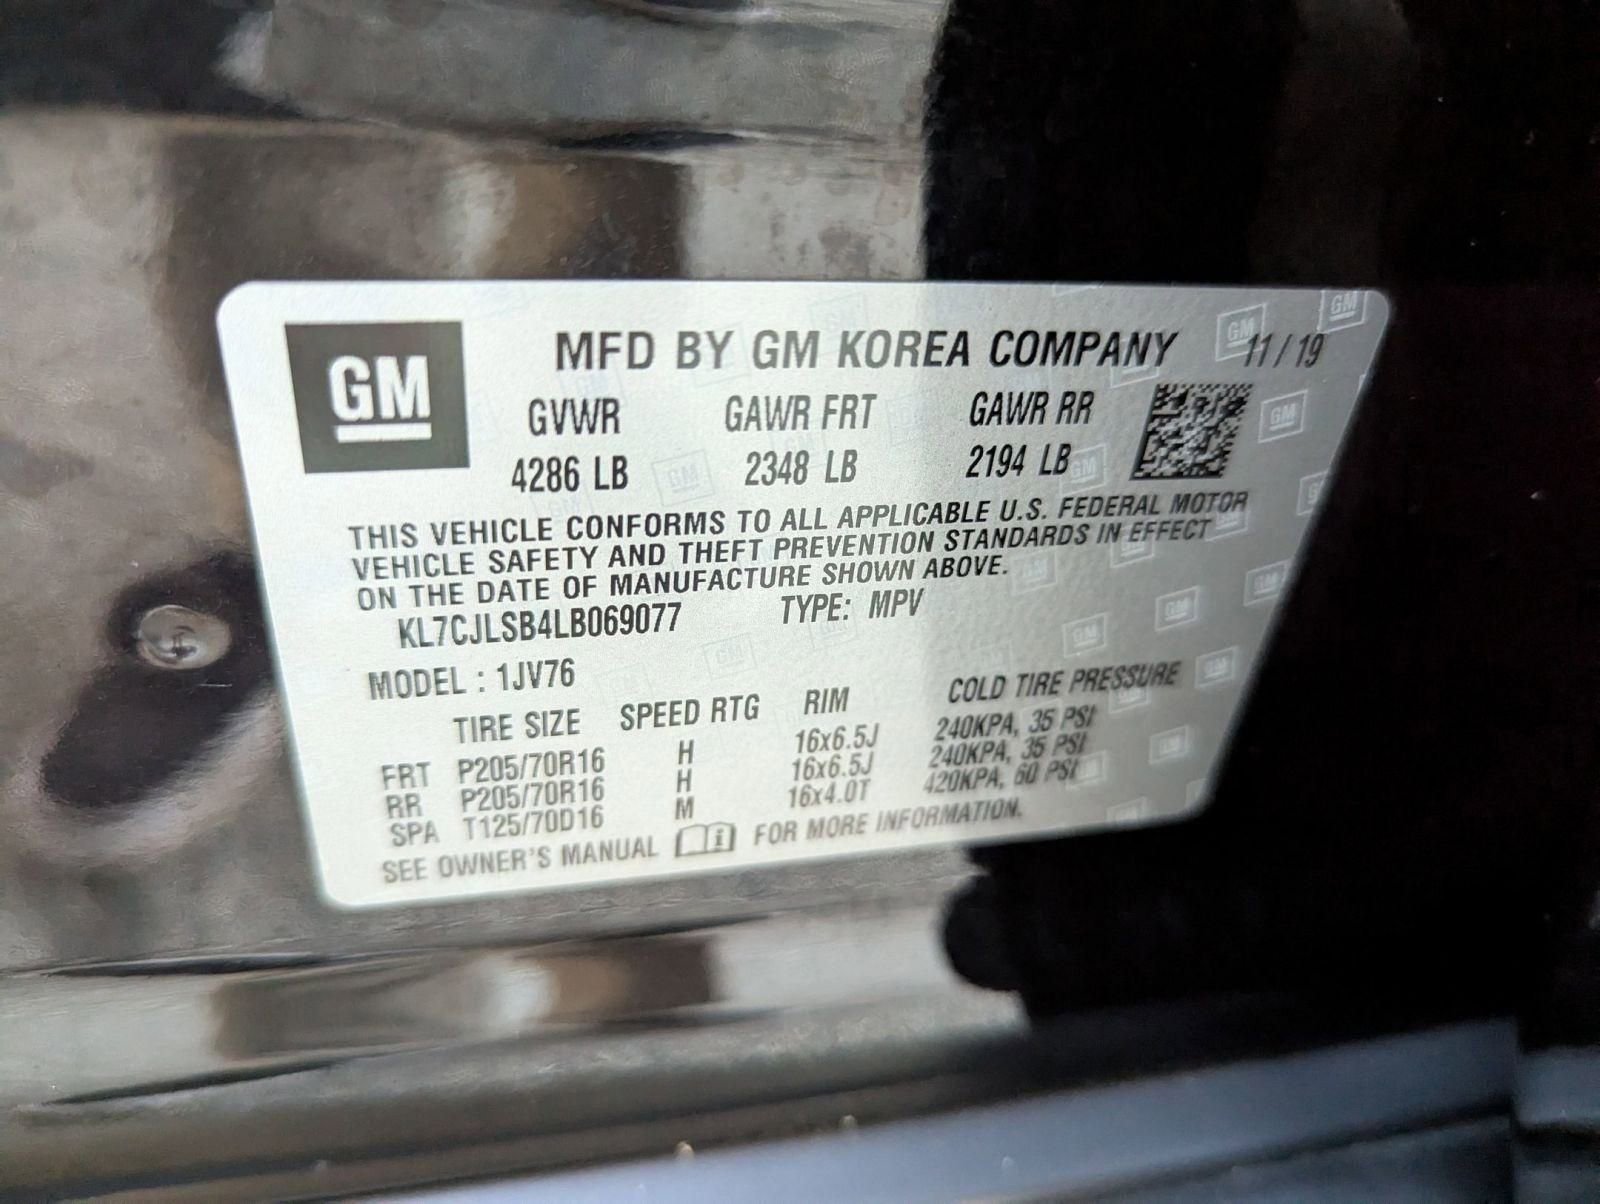 GM
MFD BY GM KOREA COMPANY 11/19
GVWR GAWR FRT GAWR RR
4286 LB 2348 LB 2194 LB
THIS VEHICLE CONFORMS TO ALL APPLICABLE U.S. FEDERAL MOTOR
VEHICLE SAFETY AND THEFT PREVENTION STANDARDS IN EFFECT
ON THE DATE OF MANUFACTURE SHOWN ABOVE.
KL7CJLSB4LB069077 TYPE: MPV
MODEL : 1JV76
TIRE SIZE SPEED RTG RIM COLD TIRE PRESSURE
FRT P205/70R16 H 16x6.5J 240KPA, 35 PSI
RR P205/70R16 H 16x6.5J 240KPA, 35 PSI
SPA T125/70D16 M 16x4.0T 420KPA, 60 PSI
SEE OWNER'S MANUAL FOR MORE INFORMATION.